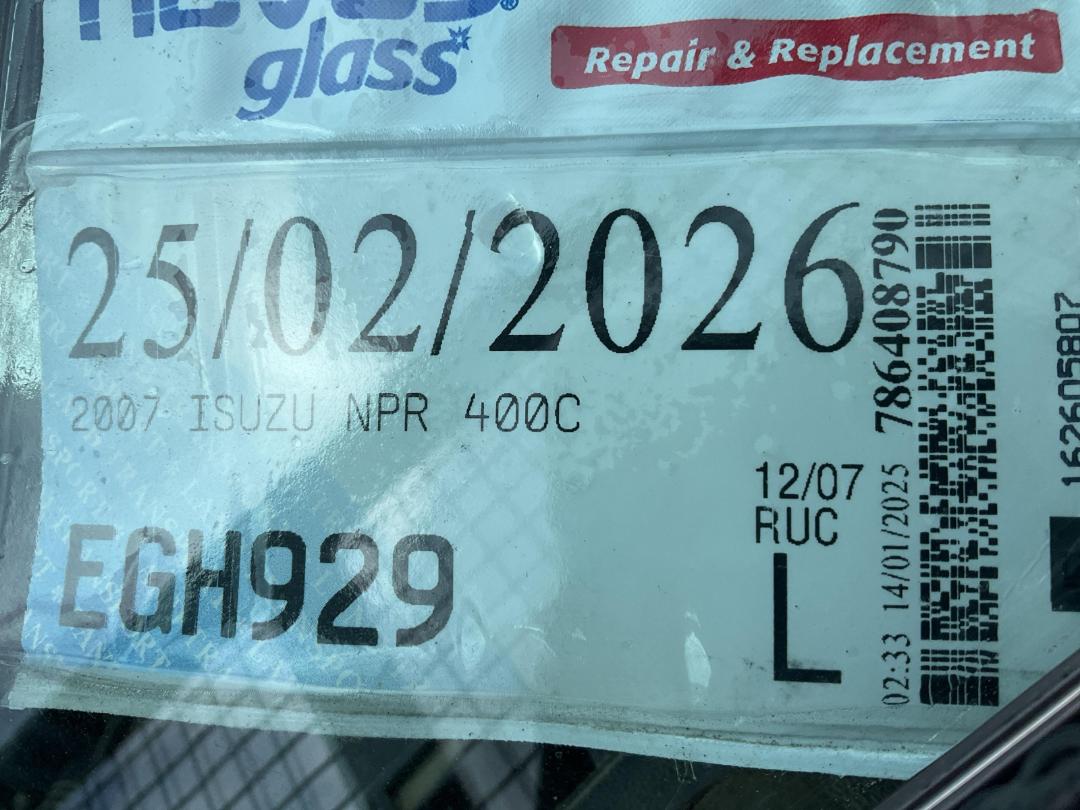 glass
Repair & Replacement
25/02/2026
2007 ISUZU NPR 400C
EGH929
12/07
RUC
L
02:33 14/01/2025 786408790
162605807